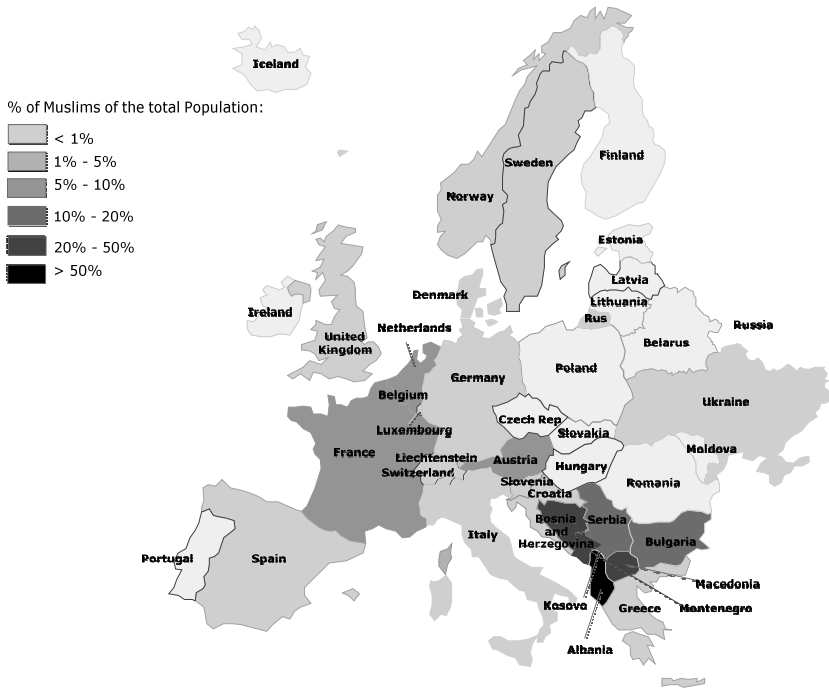 Iceland
% of Muslims of the total Population:
< 1%
1% - 5%
5% - 10%
10% - 20%
20% - 50%
> 50%
Sweden
Finland
Norway
Estonia
Latvia
Denmark
Lithuania
Ireland
Rus
Russia
Netherlands
United
Kingdom
Belarus
Poland
Germany
Belgium
Ukraine
Czech Rep
Luxembourg
Slovakia
France
Moldova
Liechtenstein
Austria
Switzerland
Hungary
Slovenia
Romania
Croatia
Bosnia
and
Herzegovina
Serbia
Italy
Bulgaria
Portugal
Spain
Macedonia
Kosovo
Greece
Montenegro
Albania